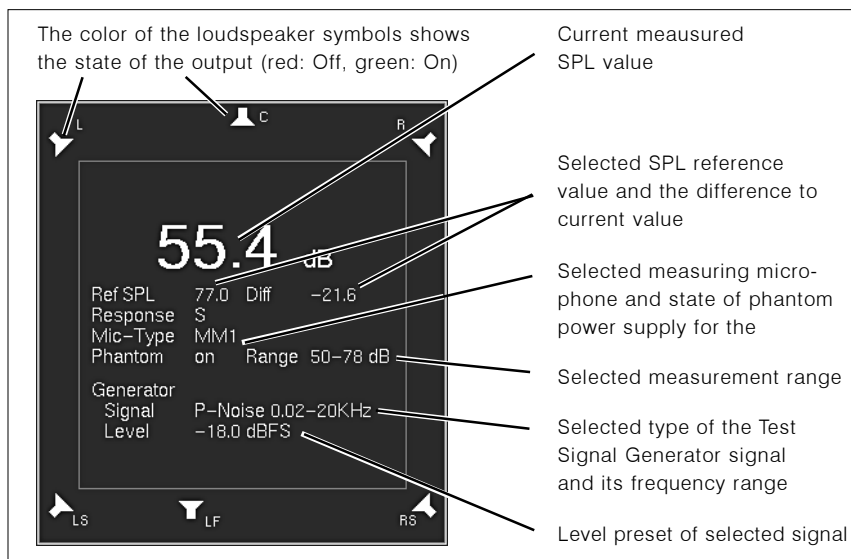 The color of the loudspeaker symbols shows
the state of the output (red: Off, green: On)
Current meausured
SPL value
L
C
R
55.4 dB
Ref SPL 77.0 Diff −21.6
Response S
Mic−Type MM1
Phantom on Range 50−78 dB
Generator
Signal P−Noise 0.02−20KHz
Level −18.0 dBFS
LS
LF
RS
Selected SPL reference
value and the difference to
current value
Selected measuring micro-
phone and state of phantom
power supply for the
Selected measurement range
Selected type of the Test
Signal Generator signal
and its frequency range
Level preset of selected signal